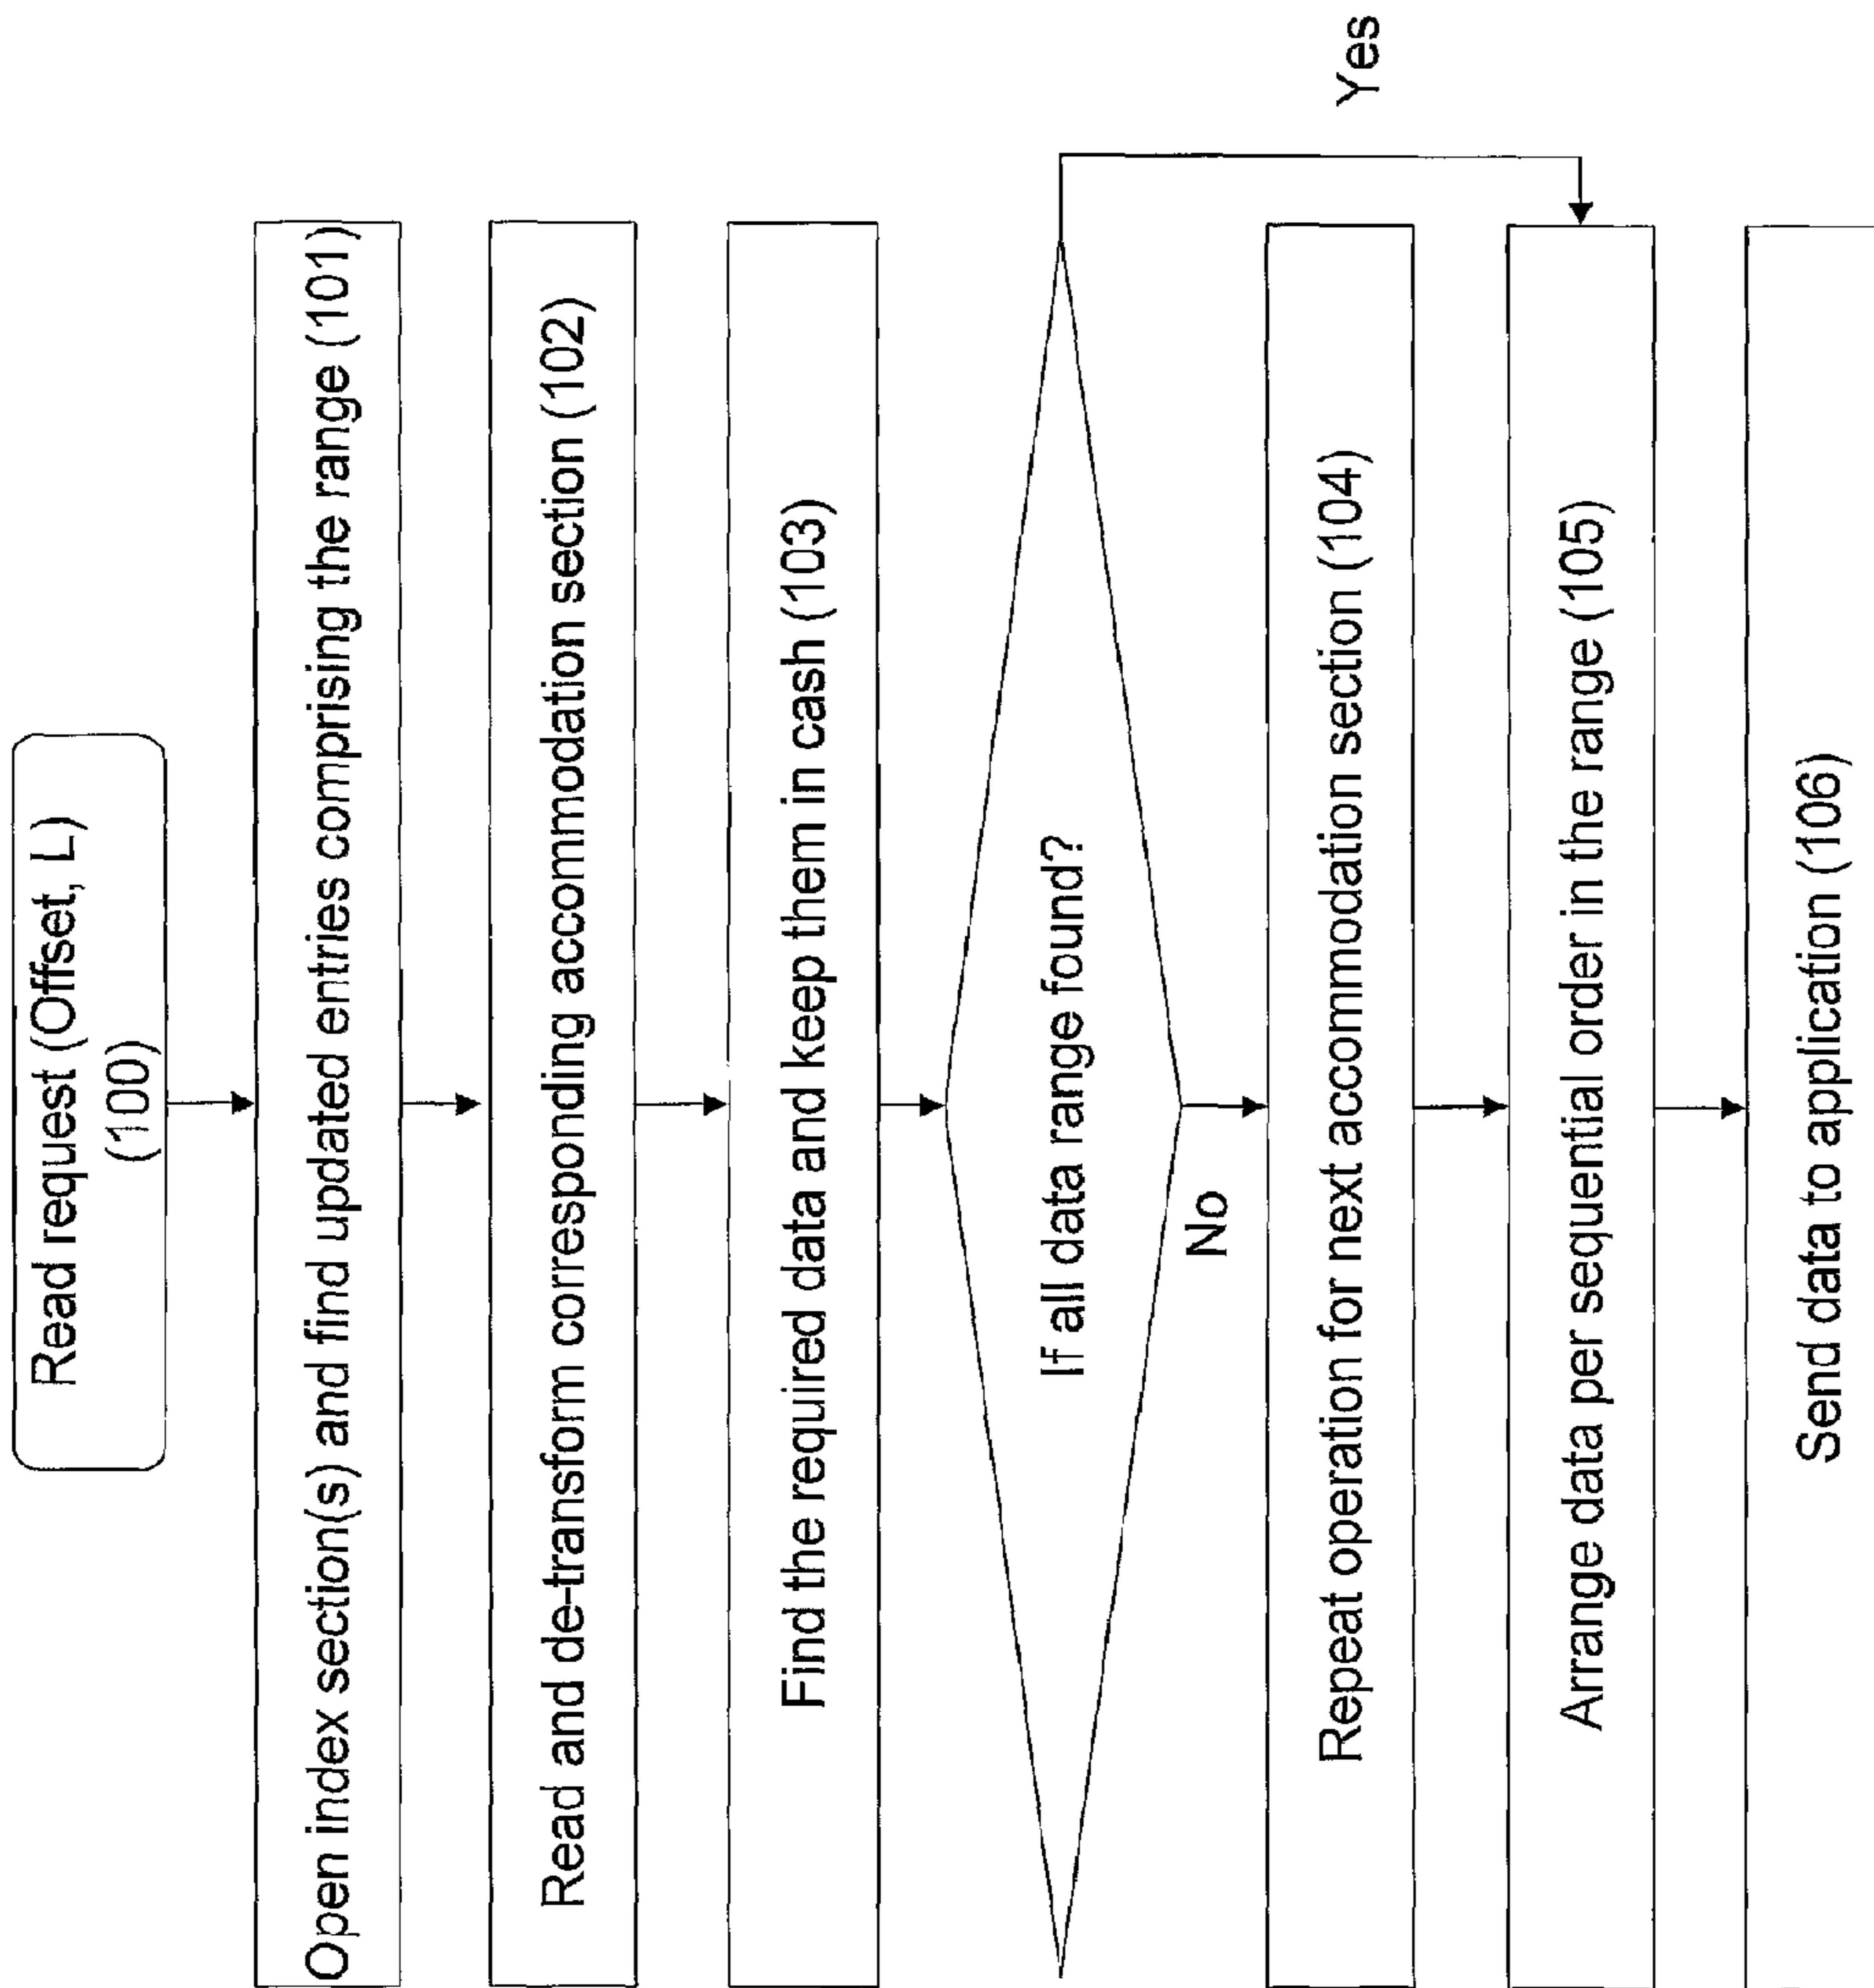 Read request (Offset, L)
(100)
Open index section(s) and find updated entries comprising the range (101)
Read and de-transform corresponding accommodation section (102)
Find the required data and keep them in cash (103)
If all data range found?
Yes
No
Repeat operation for next accommodation section (104)
Arrange data per sequential order in the range (105)
Send data to application (106)